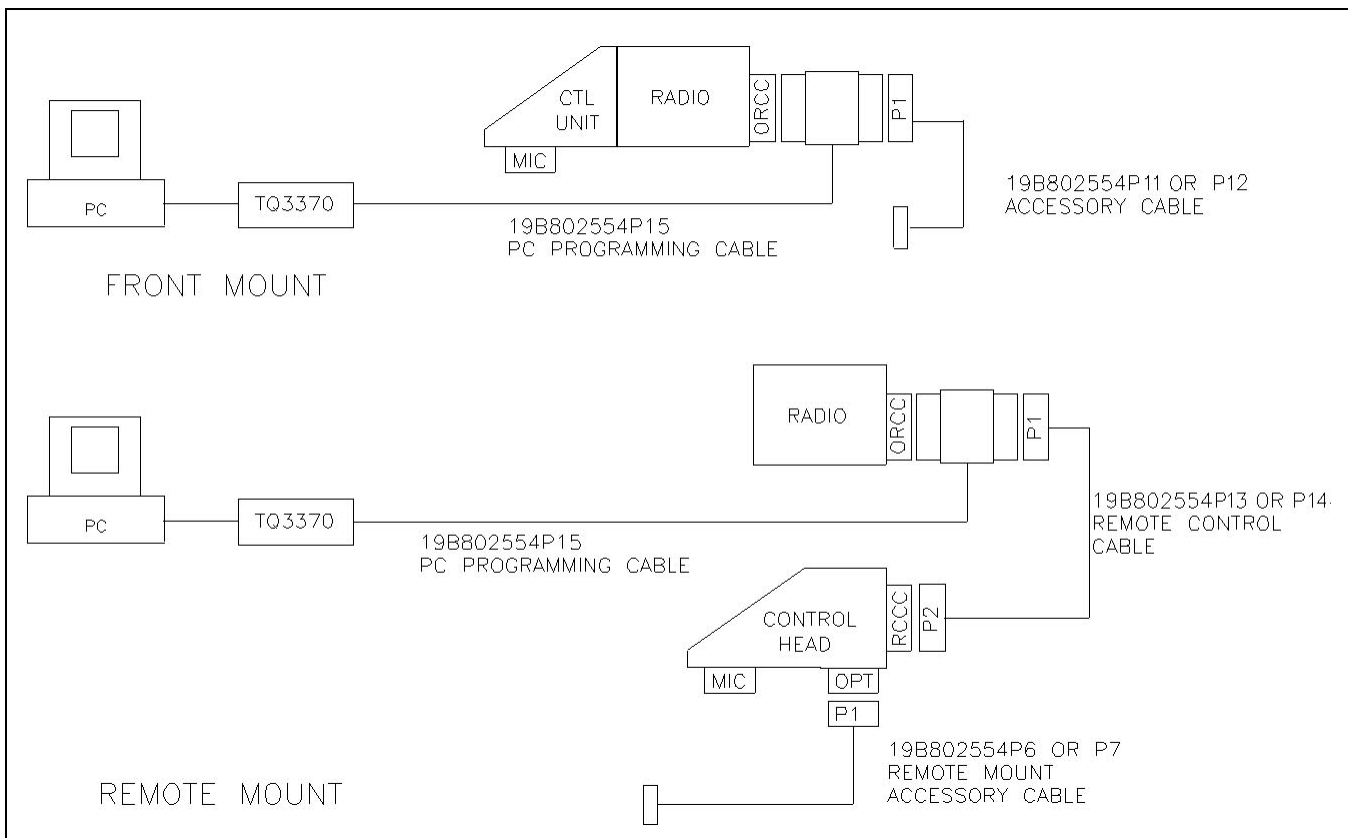 CTL
UNIT
RADIO
ORCC
P1
MIC
PC
TQ3370
19B802554P15
PC PROGRAMMING CABLE
19B802554P11 OR P12
ACCESSORY CABLE
FRONT MOUNT
RADIO
ORCC
P1
PC
TQ3370
19B802554P15
PC PROGRAMMING CABLE
19B802554P13 OR P14
REMOTE CONTROL
CABLE
CONTROL
HEAD
RCCC
P2
MIC
OPT
P1
19B802554P6 OR P7
REMOTE MOUNT
ACCESSORY CABLE
REMOTE MOUNT